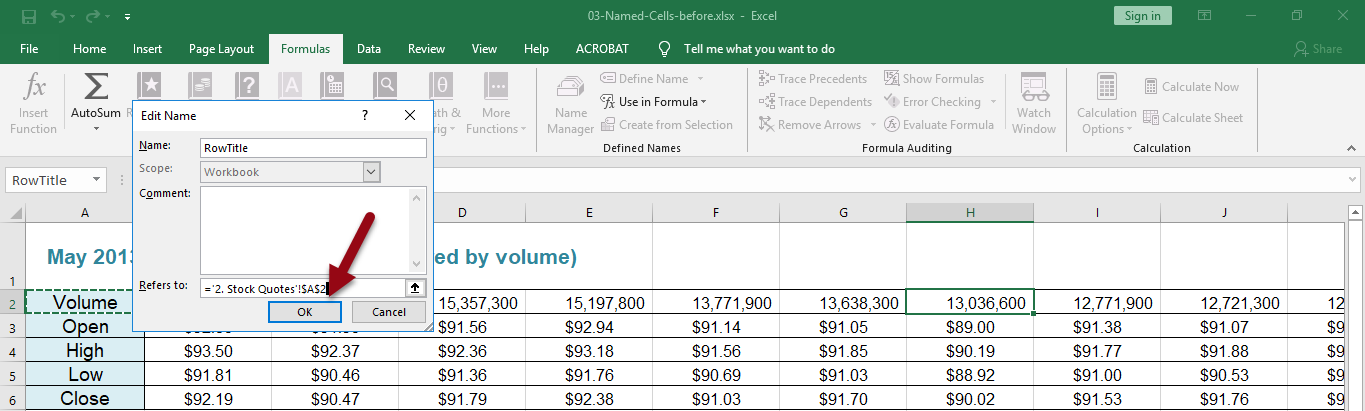 03-Named-Cells-before.xlsx - Excel
Sign in
File Home Insert Page Layout Formulas Data Review View Help ACROBAT Tell me what you want to do Share
fx Σ A θ
Insert Function
AutoSum
More Functions
Name Manager
Define Name
Use in Formula
Create from Selection
Defined Names
Trace Precedents
Trace Dependents
Remove Arrows
Show Formulas
Error Checking
Evaluate Formula
Formula Auditing
Watch Window
Calculation Options
Calculate Now
Calculate Sheet
Calculation
Edit Name ? ×
Name: RowTitle
Scope: Workbook
Comment:
Refers to: ='2. Stock Quotes'!$A$2
OK Cancel
RowTitle
A D E F G H I J
1 May 201 ed by volume)
2 Volume 15,357,300 15,197,800 13,771,900 13,638,300 13,036,600 12,771,900 12,721,300 12
3 Open $91.56 $92.94 $91.14 $91.05 $89.00 $91.38 $91.07 $9
4 High $93.50 $92.37 $92.36 $93.18 $91.56 $91.85 $90.19 $91.77 $91.88 $9
5 Low $91.81 $90.46 $91.36 $91.76 $90.69 $91.03 $88.92 $91.00 $90.53 $9
6 Close $92.19 $90.47 $91.79 $92.38 $91.03 $91.70 $90.02 $91.53 $91.76 $9